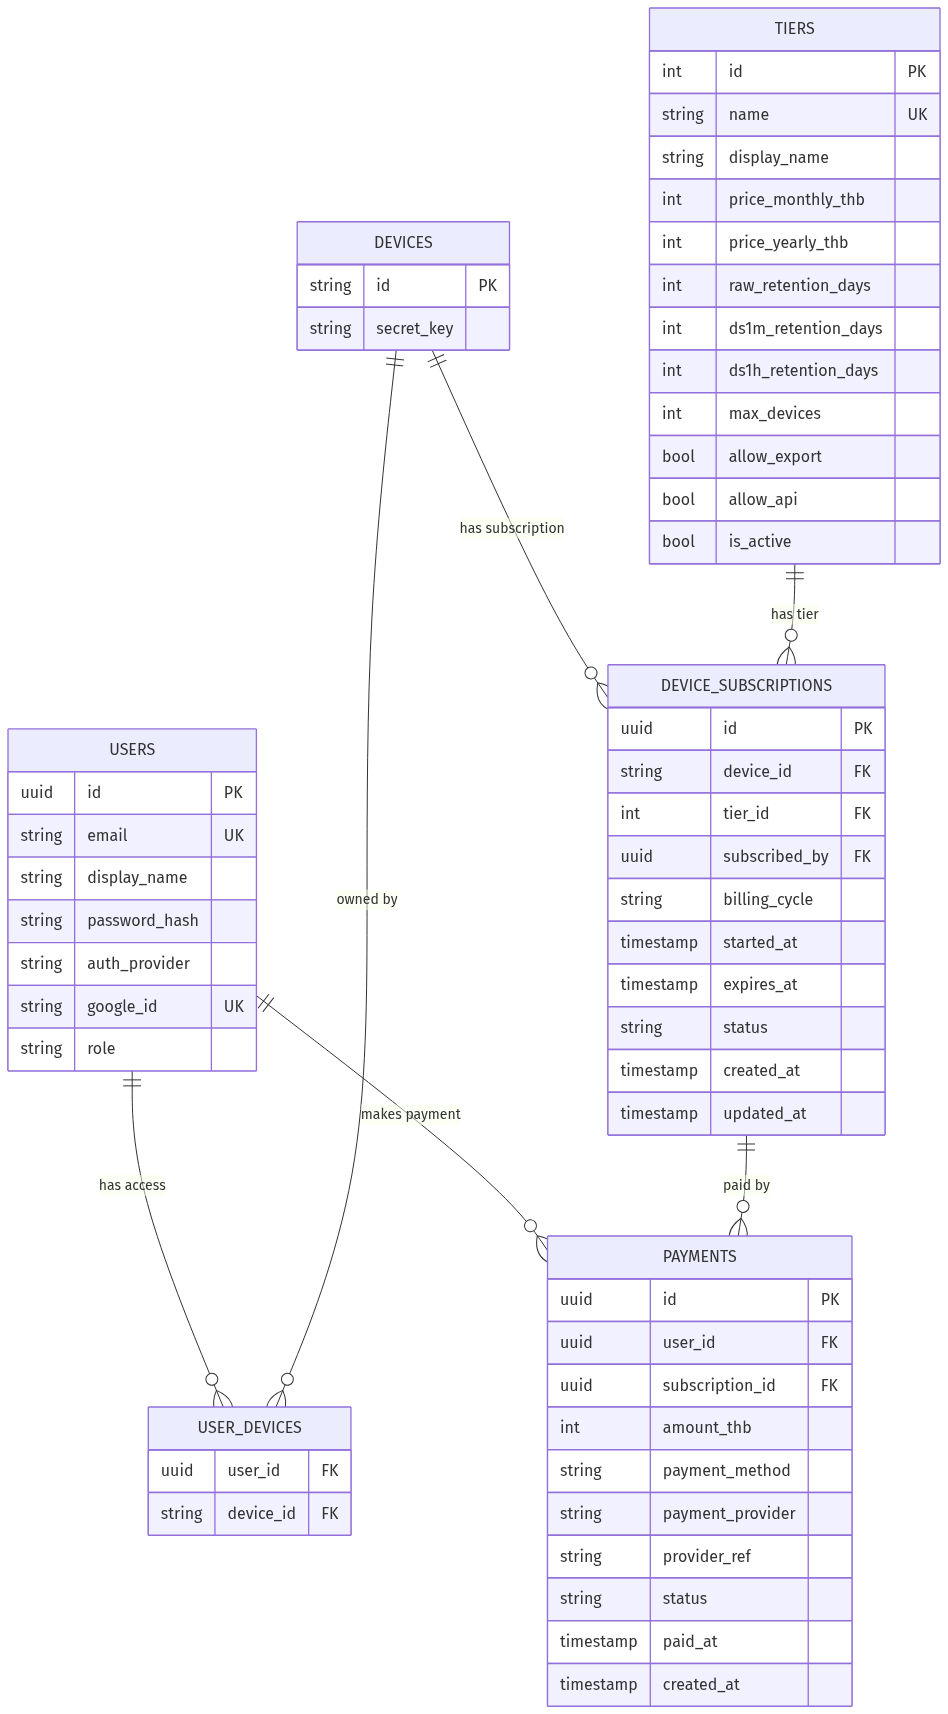 TIERS
int id PK
string name UK
string display_name
int price_monthly_thb
int price_yearly_thb
int raw_retention_days
int ds1m_retention_days
int ds1h_retention_days
int max_devices
bool allow_export
bool allow_api
bool is_active
DEVICES
string id PK
string secret_key
has subscription
has tier
DEVICE_SUBSCRIPTIONS
uuid id PK
string device_id FK
int tier_id FK
uuid subscribed_by FK
string billing_cycle
timestamp started_at
timestamp expires_at
string status
timestamp created_at
timestamp updated_at
USERS
uuid id PK
string email UK
string display_name
string password_hash
string auth_provider
string google_id UK
string role
owned by
makes payment
has access
paid by
PAYMENTS
uuid id PK
uuid user_id FK
uuid subscription_id FK
int amount_thb
string payment_method
string payment_provider
string provider_ref
string status
timestamp paid_at
timestamp created_at
USER_DEVICES
uuid user_id FK
string device_id FK